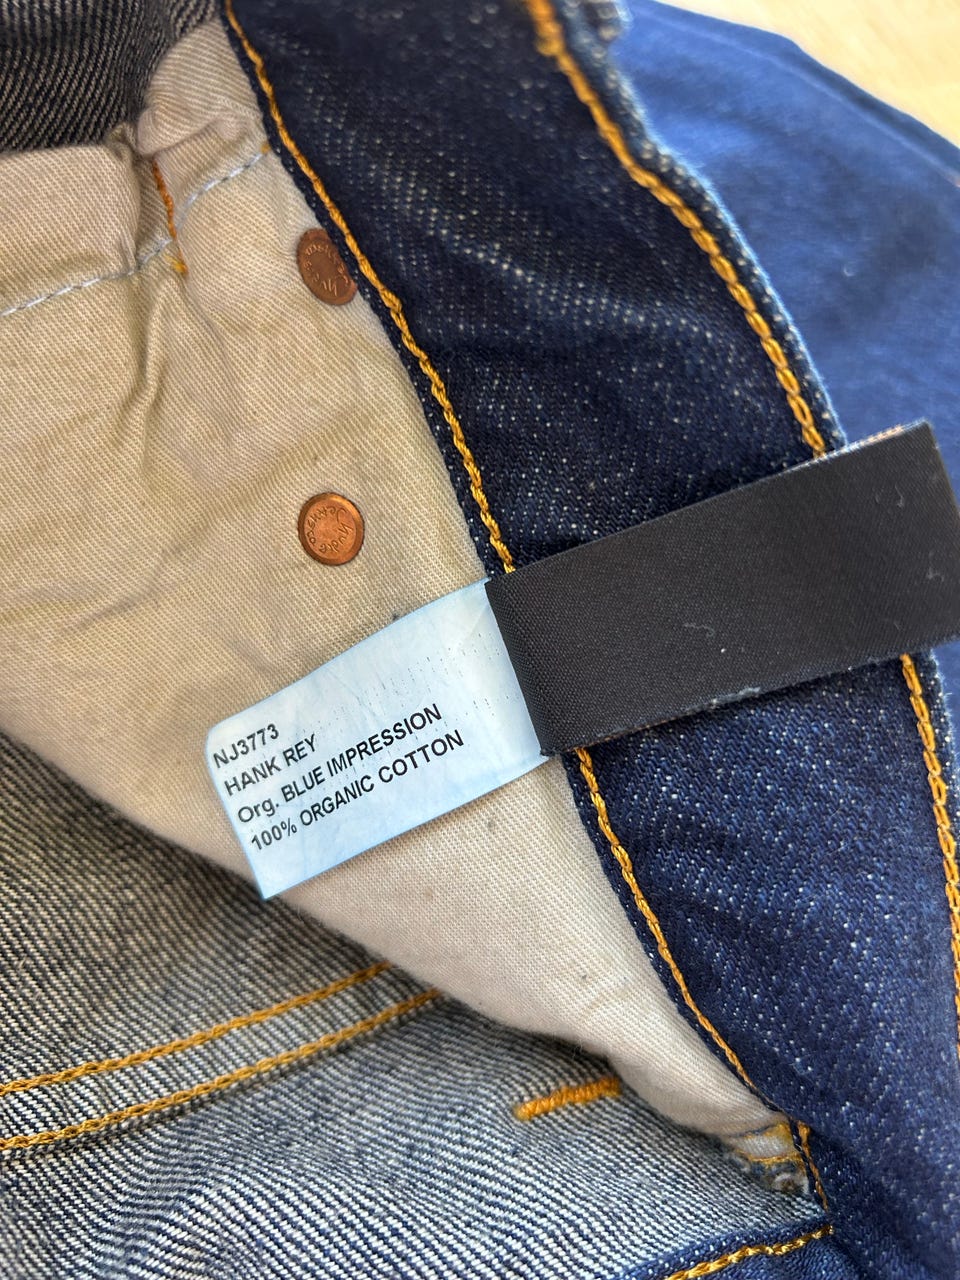 NJ3773
HANK REY
Org. BLUE IMPRESSION
100% ORGANIC COTTON